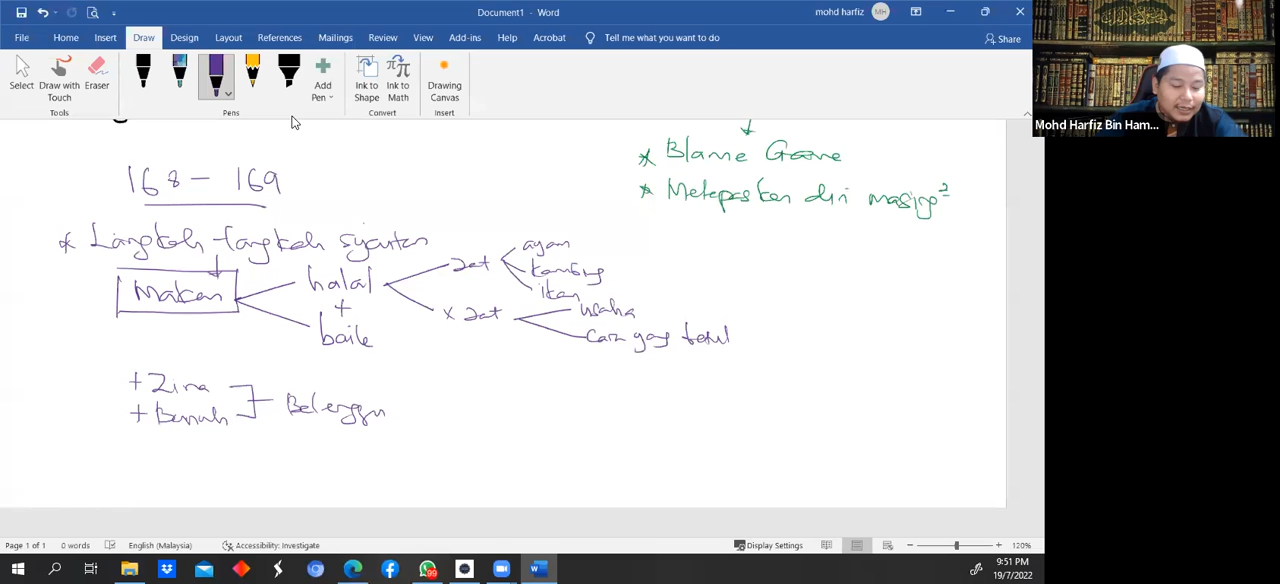 Document1 - Word
mohd harfiz MH
File Home Insert Draw Design Layout References Mailings Review View Add-ins Help Acrobat Tell me what you want to do Share
Select Draw with Touch Eraser Add Pen Ink to Shape Ink to Math Drawing Canvas
Tools Pens Convert Insert
Mohd Harfiz Bin Ham...
* Blame Game
* Melepaskan diri masing²
168 - 169
* Langkah-langkah syaitan
Makan
halal
+
baik
zat
ayam
kambing
ikan
x zat
usaha
Cara yang betul
+ Zina
+ Bunuh
Belenggu
Page 1 of 1 0 words English (Malaysia) Accessibility: Investigate Display Settings 120%
99
9:51 PM
19/7/2022